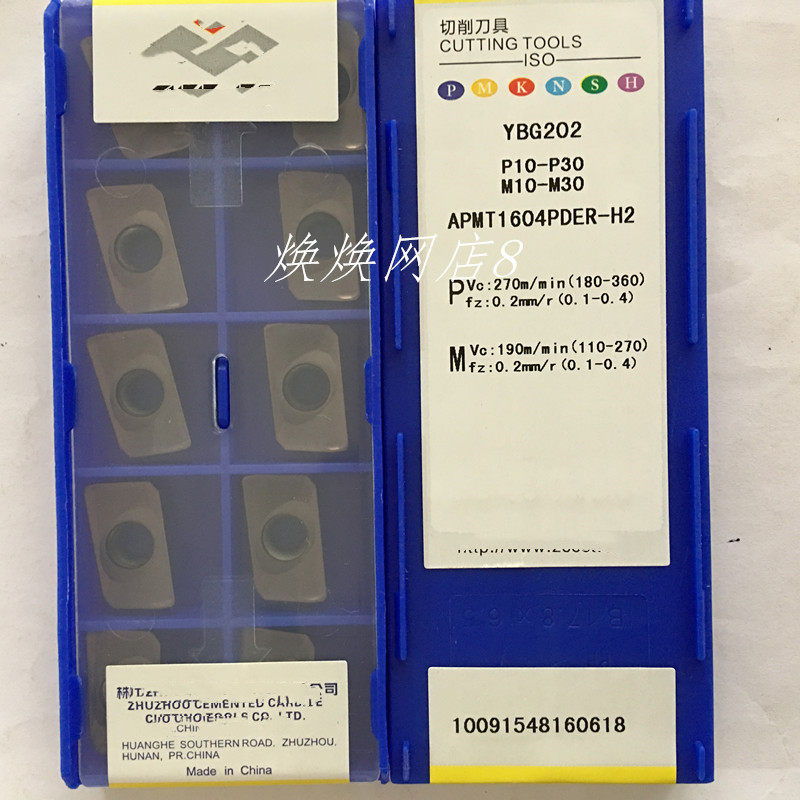 切削刀具
CUTTING TOOLS
ISO
P M K N S H
YBG202
P10-P30
M10-M30
APMT1604PDER-H2
P Vc:270m/min(180-360)
fz:0.2mm/r(0.1-0.4)
M Vc:190m/min(110-270)
fz:0.2mm/r(0.1-0.4)
焕焕网店8
公司
ZHUZHOU CEMENTED CARBIDE
CO., LTD.
HUANGHE SOUTHERN ROAD, ZHUZHOU,
HUNAN, PR.CHINA
Made in China
10091548160618